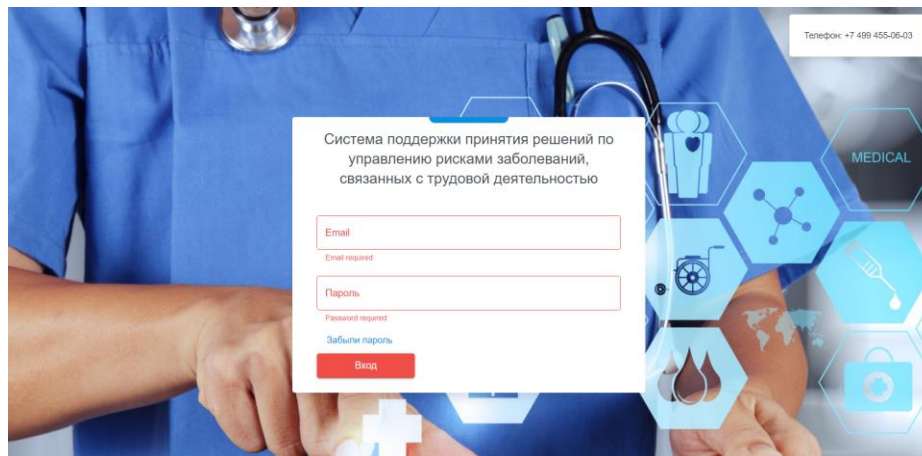 Телефон: +7 499 455-06-03
Система поддержки принятия решений по
управлению рисками заболеваний,
связанных с трудовой деятельностью
MEDICAL
Email
Email required
Пароль
Password required
Забыли пароль
Вход